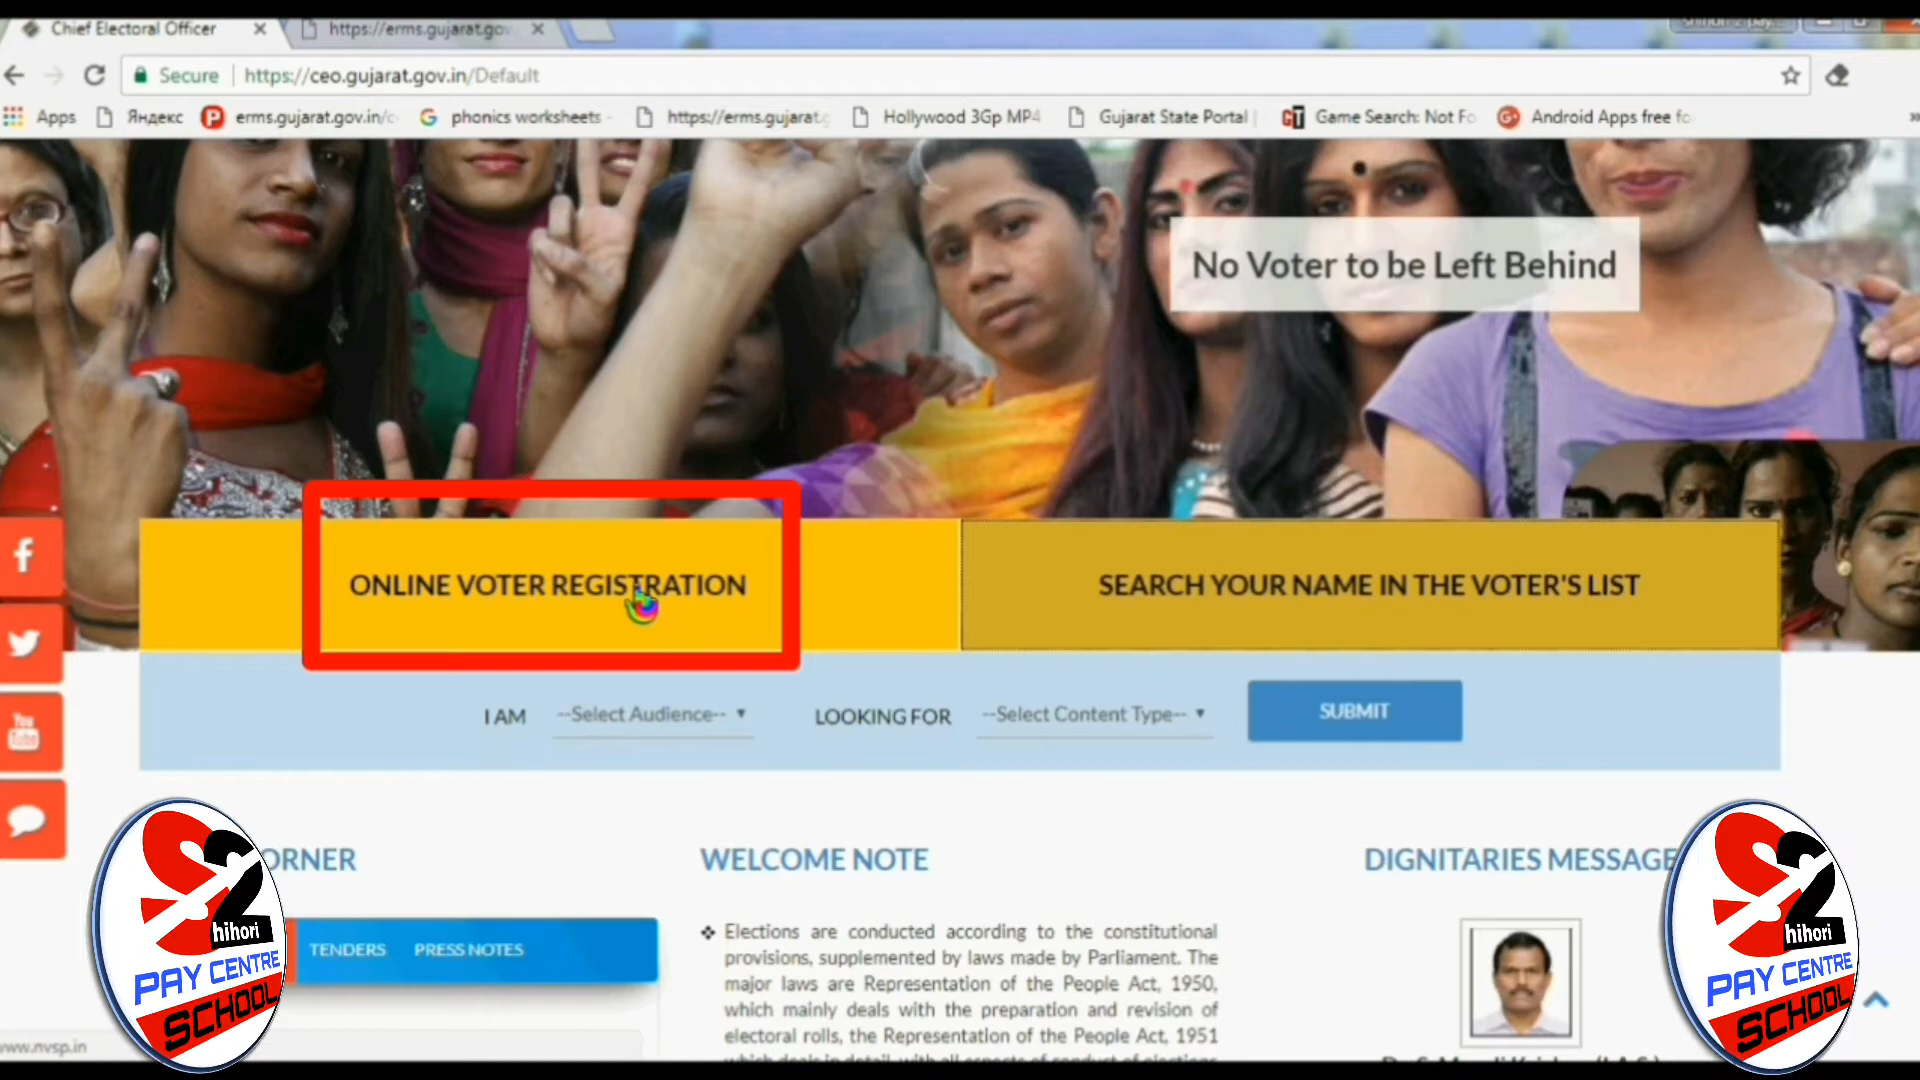 Chief Electoral Officer
https://erms.gujarat.gov
Secure
https://ceo.gujarat.gov.in/Default
Apps
Яндекс
erms.gujarat.gov.in/c
phonics worksheets -
https://erms.gujarat.g
Hollywood 3Gp MP4
Gujarat State Portal |
Game Search: Not Fo
Android Apps free fo
No Voter to be Left Behind
ONLINE VOTER REGISTRATION
SEARCH YOUR NAME IN THE VOTER'S LIST
I AM
--Select Audience--
LOOKING FOR
--Select Content Type--
SUBMIT
You
Tube
ORNER
WELCOME NOTE
DIGNITARIES MESSAGE
TENDERS
PRESS NOTES
❖ Elections are conducted according to the constitutional
provisions, supplemented by laws made by Parliament. The
major laws are Representation of the People Act, 1950,
which mainly deals with the preparation and revision of
electoral rolls, the Representation of the People Act, 1951
www.nvsp.in
S2
hihori
PAY CENTRE
SCHOOL
S2
hihori
PAY CENTRE
SCHOOL